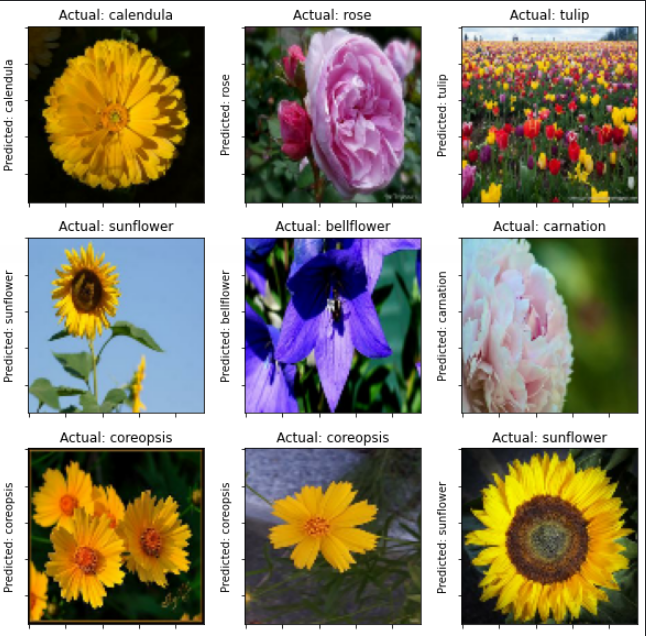 Actual: calendula
Predicted: calendula
Actual: rose
Predicted: rose
Actual: tulip
Predicted: tulip
Actual: sunflower
Predicted: sunflower
Actual: bellflower
Predicted: bellflower
Actual: carnation
Predicted: carnation
Actual: coreopsis
Predicted: coreopsis
Actual: coreopsis
Predicted: coreopsis
Actual: sunflower
Predicted: sunflower